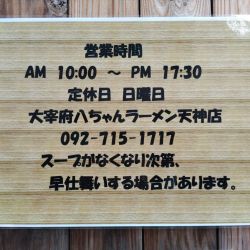 営業時間
AM 10:00 ～ PM 17:30
定休日 日曜日
大宰府八ちゃんラーメン天神店
092-715-1717
スープがなくなり次第、
早仕舞いする場合があります。